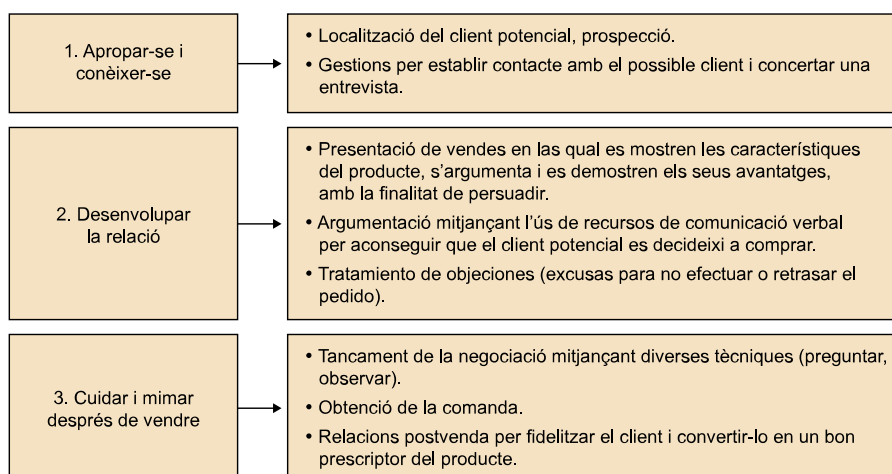 1. Apropar-se i
conèixer-se
• Localització del client potencial, prospecció.
• Gestions per establir contacte amb el possible client i concertar una
entrevista.
2. Desenvolupar
la relació
• Presentació de vendes en las qual es mostren les característiques
del producte, s’argumenta i es demostren els seus avantatges,
amb la finalitat de persuadir.
• Argumentació mitjançant l’ús de recursos de comunicació verbal
per aconseguir que el client potencial es decideixi a comprar.
• Tratamiento de objeciones (excusas para no efectuar o retrasar el
pedido).
3. Cuidar i mimar
després de vendre
• Tancament de la negociació mitjançant diverses tècniques (preguntar,
observar).
• Obtenció de la comanda.
• Relacions postvenda per fidelitzar el client i convertir-lo en un bon
prescriptor del producte.